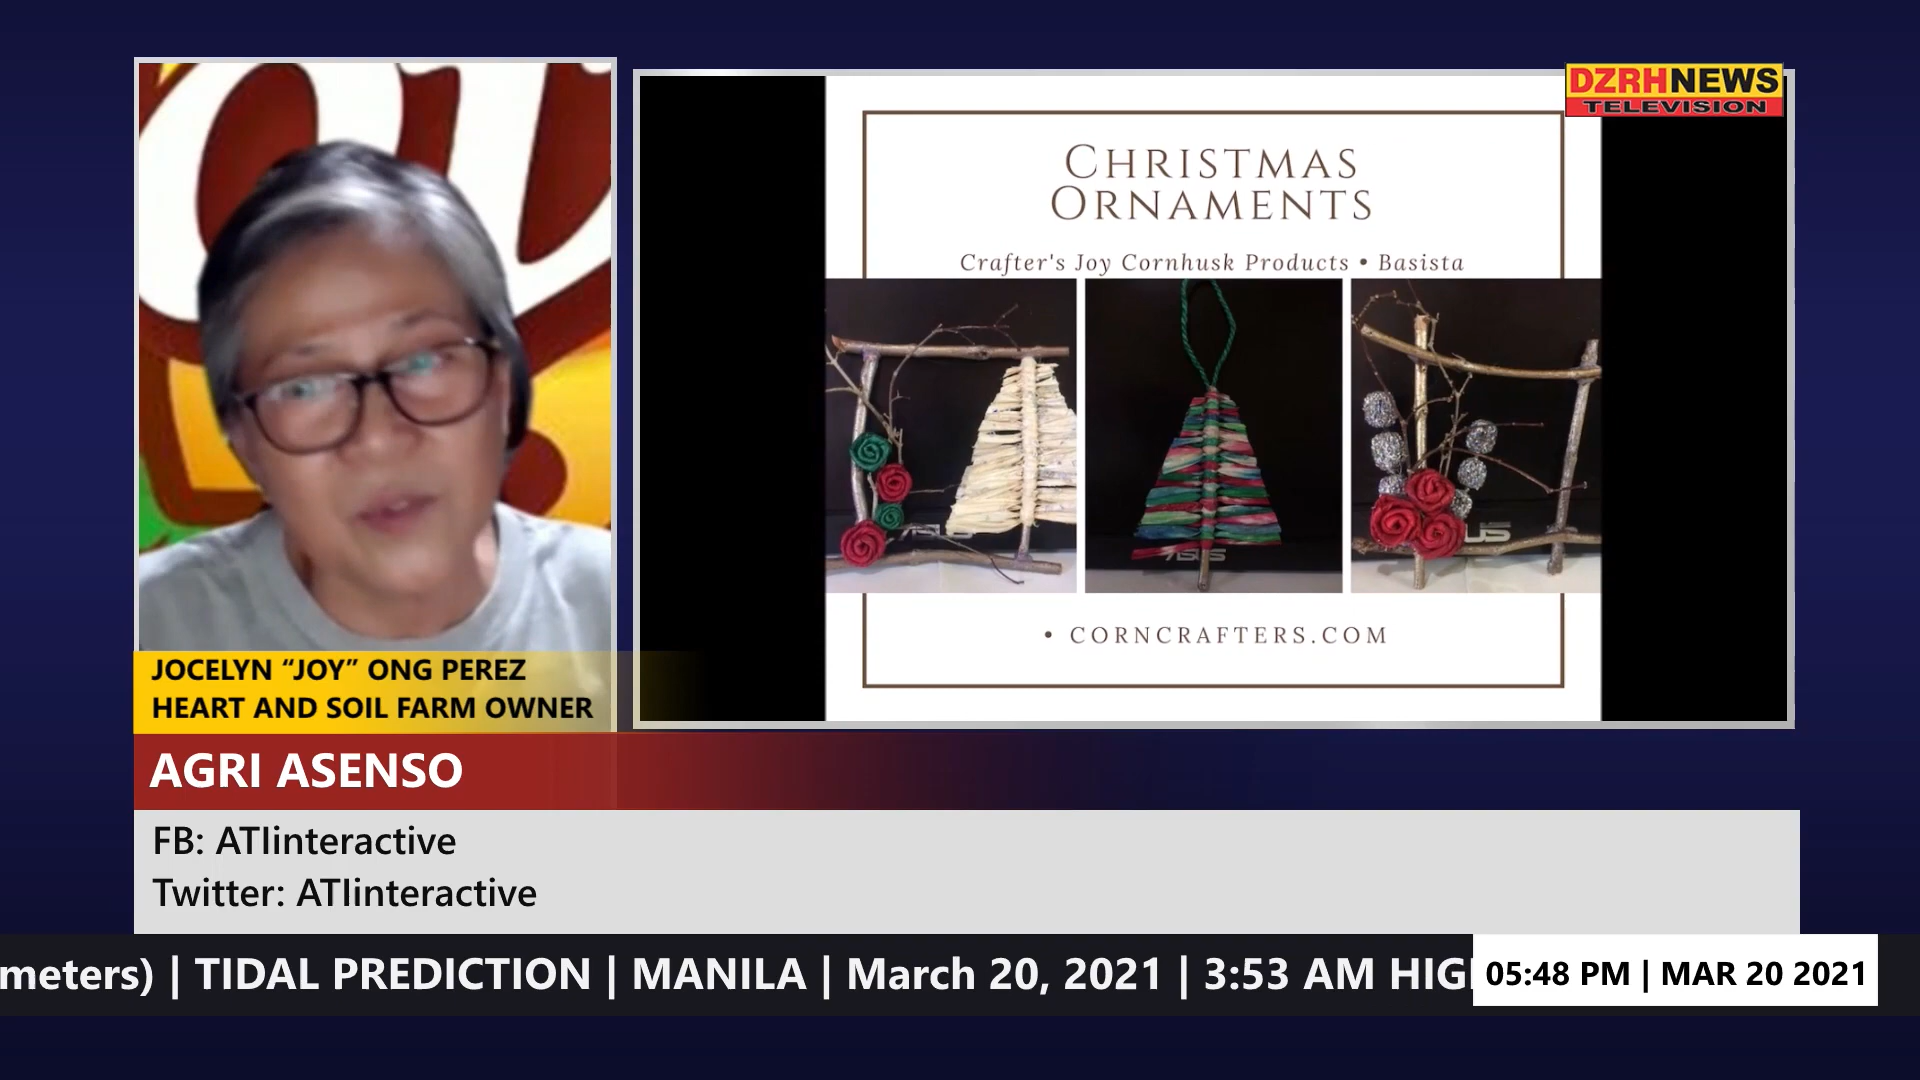 DZRHNEWS
TELEVISION
CHRISTMAS
ORNAMENTS
Crafter's Joy Cornhusk Products • Basista
ASUS
• CORNCRAFTERS.COM
JOCELYN “JOY” ONG PEREZ
HEART AND SOIL FARM OWNER
AGRI ASENSO
FB: ATIinteractive
Twitter: ATIinteractive
meters) | TIDAL PREDICTION | MANILA | March 20, 2021 | 3:53 AM HIG
05:48 PM | MAR 20 2021